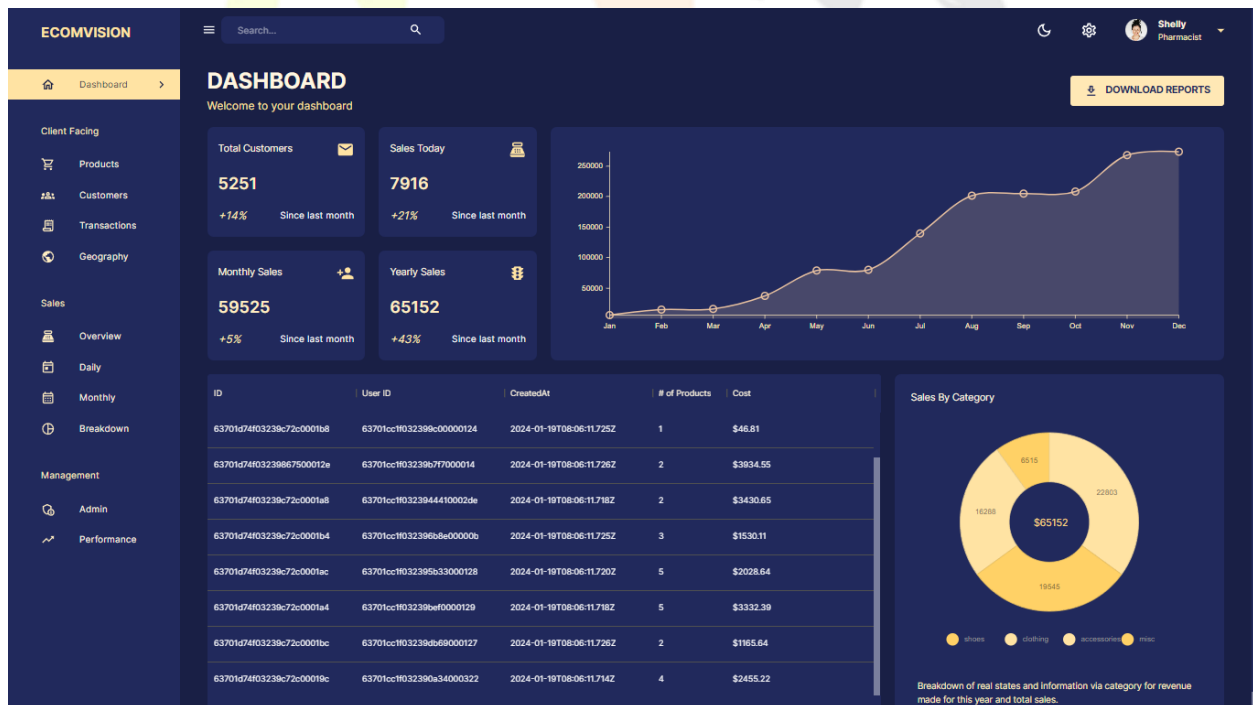 ECOMVISION
Search...
Shelly
Pharmacist
Dashboard
Client Facing
Products
Customers
Transactions
Geography
Sales
Overview
Daily
Monthly
Breakdown
Management
Admin
Performance
DASHBOARD
Welcome to your dashboard
DOWNLOAD REPORTS
Total Customers
5251
+14% Since last month
Sales Today
7916
+21% Since last month
Monthly Sales
59525
+5% Since last month
Yearly Sales
65152
+43% Since last month
250000
200000
150000
100000
50000
Jan Feb Mar Apr May Jun Jul Aug Sep Oct Nov Dec
ID User ID CreatedAt # of Products Cost
63701d74f03239c72c0001b8 63701cc1f032399c00000124 2024-01-19T08:06:11.725Z 1 $46.81
63701d74f03239867500012e 63701cc1f03239b7f7000014 2024-01-19T08:06:11.726Z 2 $3934.55
63701d74f03239c72c0001a8 63701cc1f0323944410002de 2024-01-19T08:06:11.718Z 2 $3430.65
63701d74f03239c72c0001b4 63701cc1f032396b8e00000b 2024-01-19T08:06:11.725Z 3 $1530.11
63701d74f03239c72c0001ac 63701cc1f032395b33000128 2024-01-19T08:06:11.720Z 5 $2028.64
63701d74f03239c72c0001a4 63701cc1f03239bef0000129 2024-01-19T08:06:11.718Z 5 $3332.39
63701d74f03239c72c0001bc 63701cc1f03239db69000127 2024-01-19T08:06:11.726Z 2 $1165.64
63701d74f03239c72c00019c 63701cc1f032390a34000322 2024-01-19T08:06:11.714Z 4 $2455.22
Sales By Category
6515
22803
16288
$65152
19545
shoes clothing accessories misc
Breakdown of real states and information via category for revenue
made for this year and total sales.